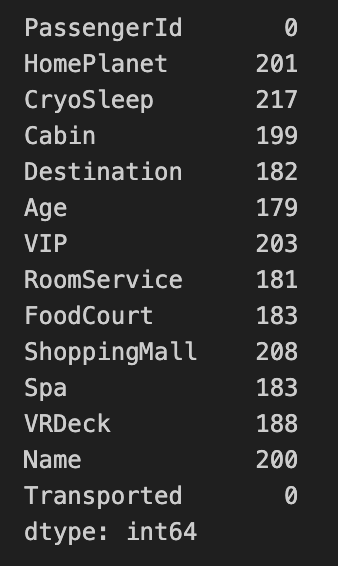 PassengerId 0
HomePlanet 201
CryoSleep 217
Cabin 199
Destination 182
Age 179
VIP 203
RoomService 181
FoodCourt 183
ShoppingMall 208
Spa 183
VRDeck 188
Name 200
Transported 0
dtype: int64